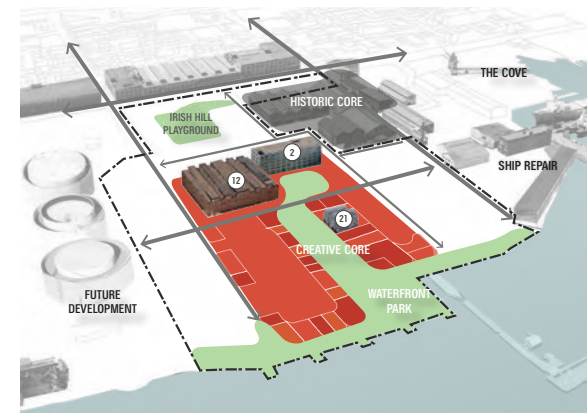 THE COVE
HISTORIC CORE
IRISH HILL
PLAYGROUND
2
SHIP REPAIR
12
21
CREATIVE CORE
FUTURE
DEVELOPMENT
WATERFRONT
PARK